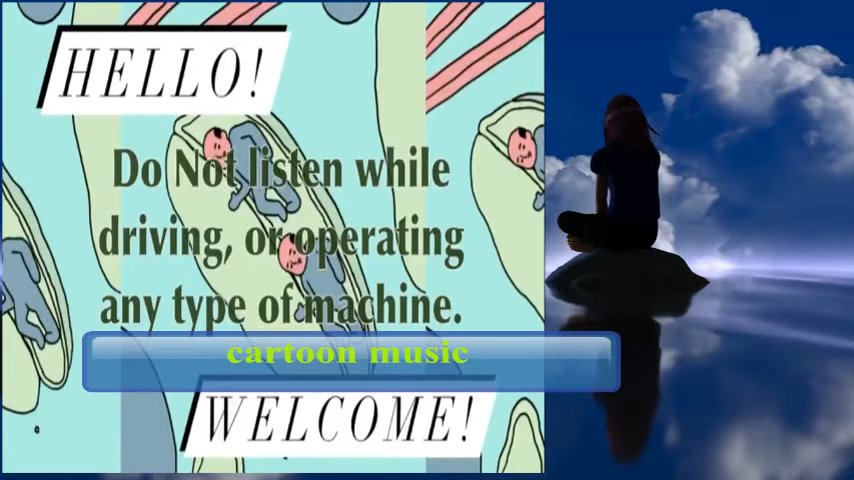 HELLO!
Do Not listen while
driving, or operating
any type of machine.
cartoon music
WELCOME!